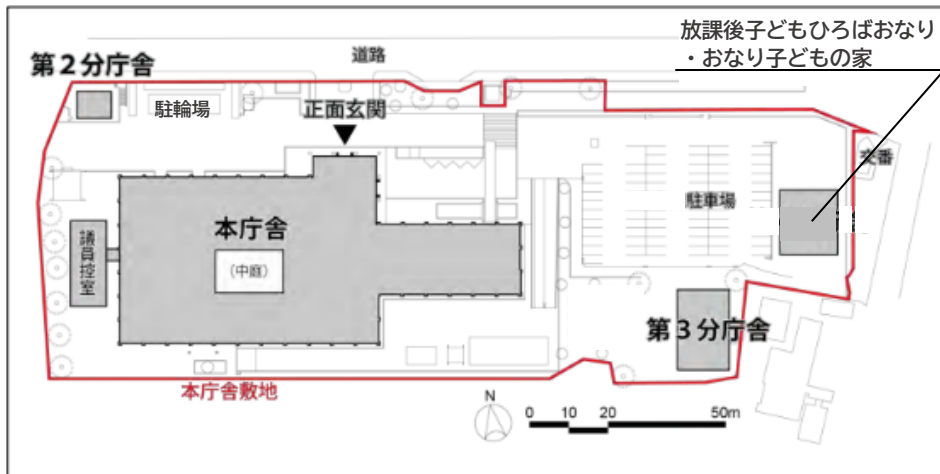 放課後子どもひろばおなり
・おなり子どもの家
道路
第２分庁舎
駐輪場
正面玄関
交番
駐車場
本庁舎
議員控室
（中庭）
第３分庁舎
本庁舎敷地
N
0 10 20 50m